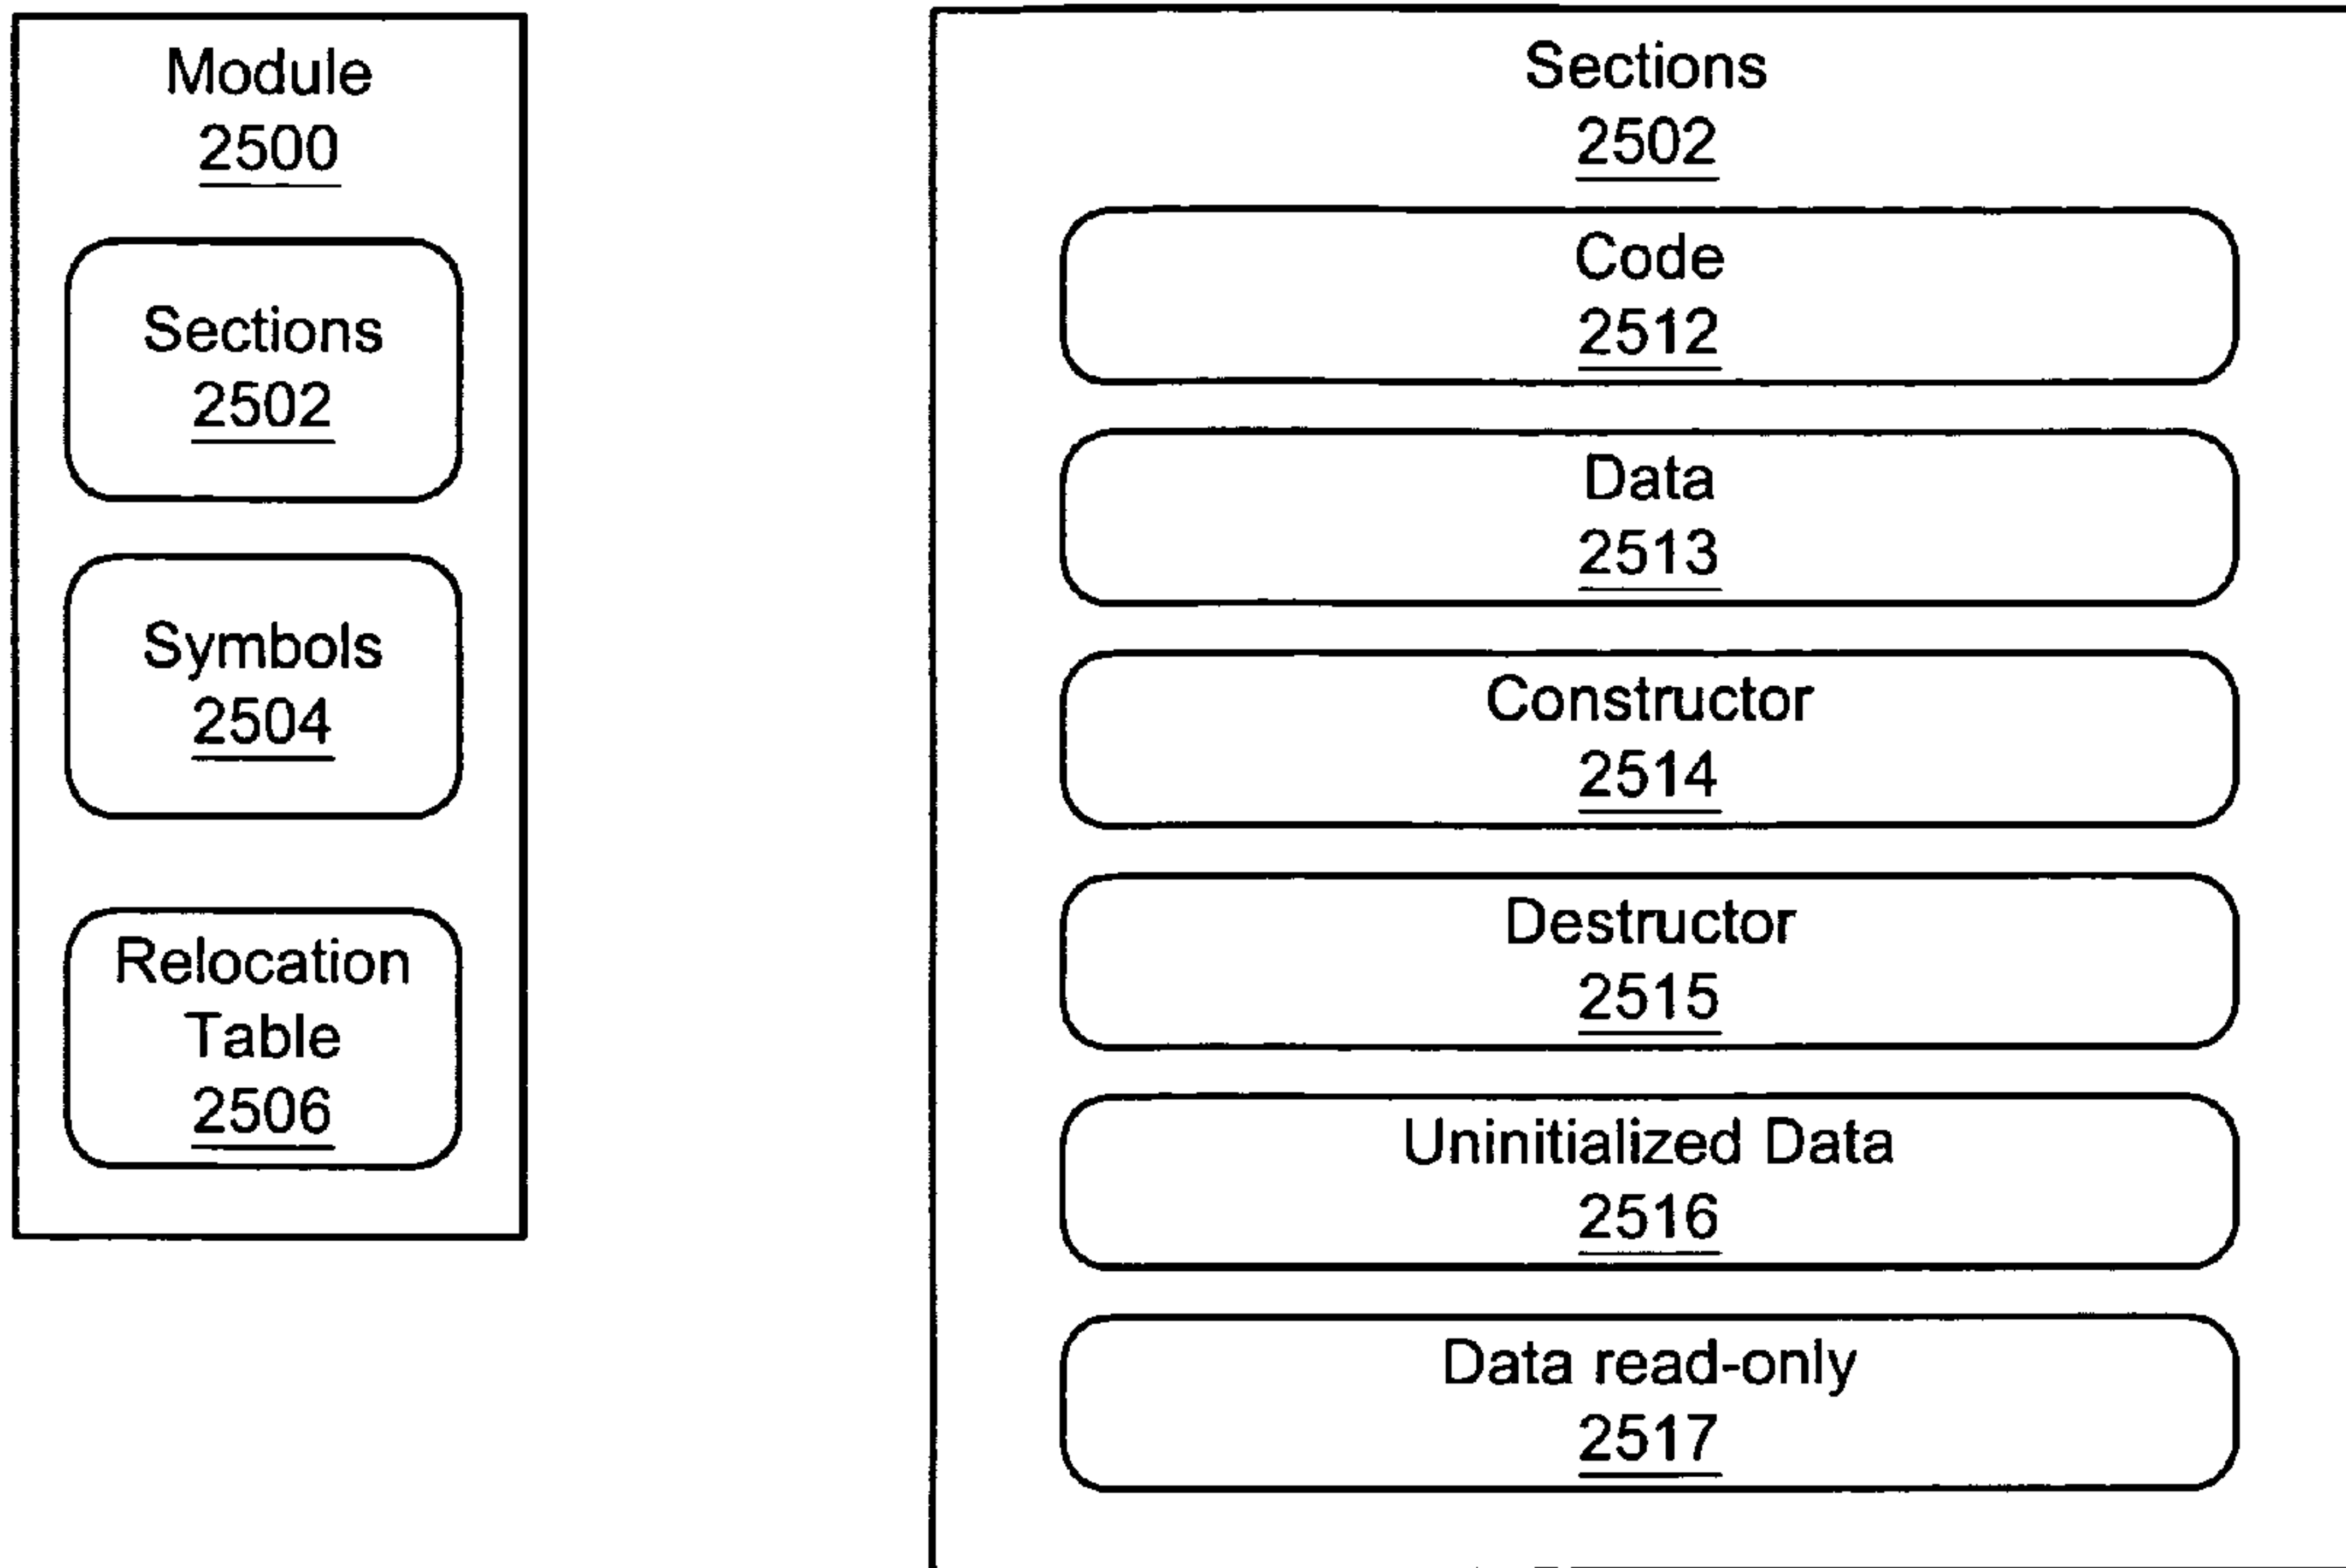 Module
2500
Sections
2502
Symbols
2504
Relocation
Table
2506
Sections
2502
Code
2512
Data
2513
Constructor
2514
Destructor
2515
Uninitialized Data
2516
Data read-only
2517